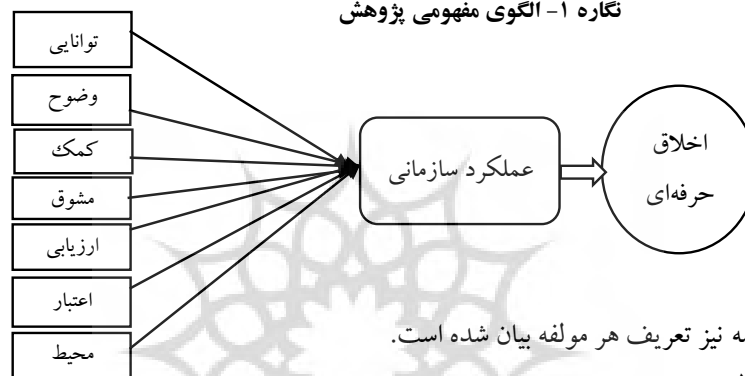 نگاره ۱- الگوی مفهومی پژوهش
توانایی
وضوح
کمک
مشوق
ارزیابی
اعتبار
محیط
عملکرد سازمانی
اخلاق
حرفه‌ای
نیز تعریف هر مولفه بیان شده است.